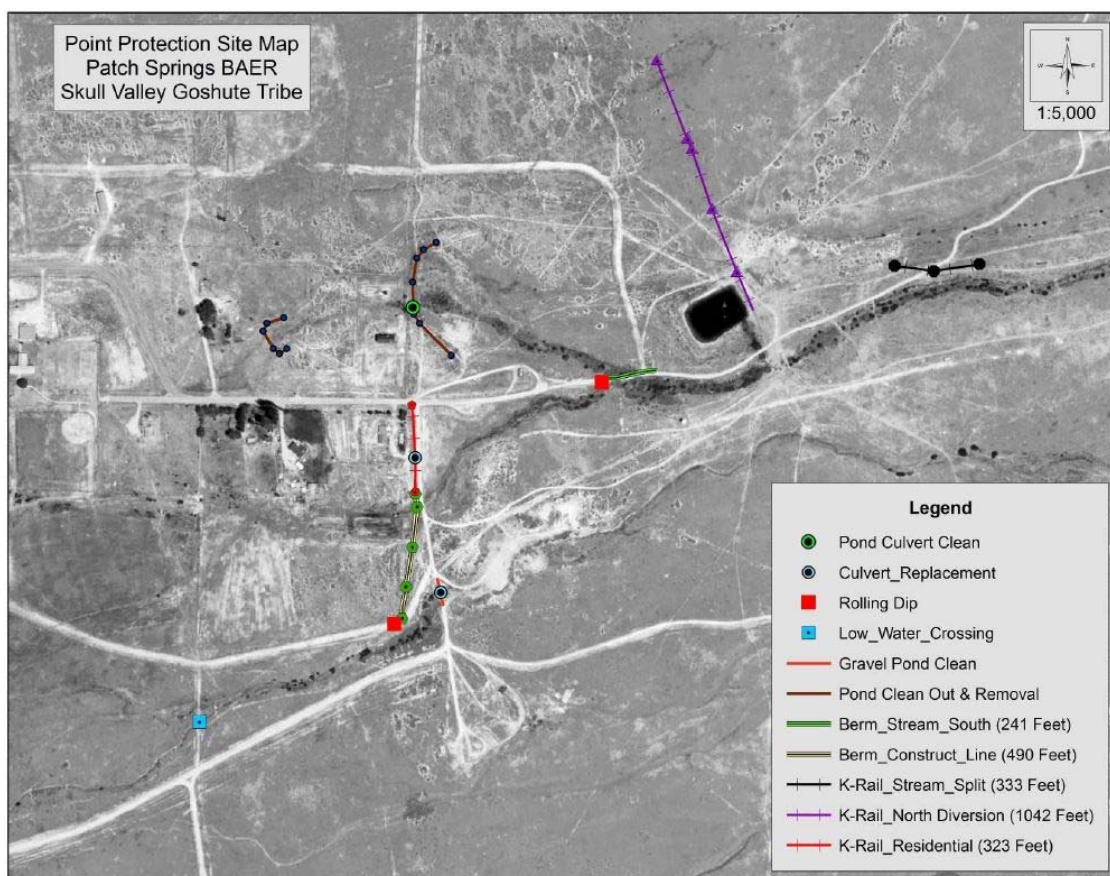 Point Protection Site Map
Patch Springs BAER
Skull Valley Goshute Tribe
N
W E
S
1:5,000
Legend
Pond Culvert Clean
Culvert_Replacement
Rolling Dip
Low_Water_Crossing
Gravel Pond Clean
Pond Clean Out & Removal
Berm_Stream_South (241 Feet)
Berm_Construct_Line (490 Feet)
K-Rail_Stream_Split (333 Feet)
K-Rail_North Diversion (1042 Feet)
K-Rail_Residential (323 Feet)